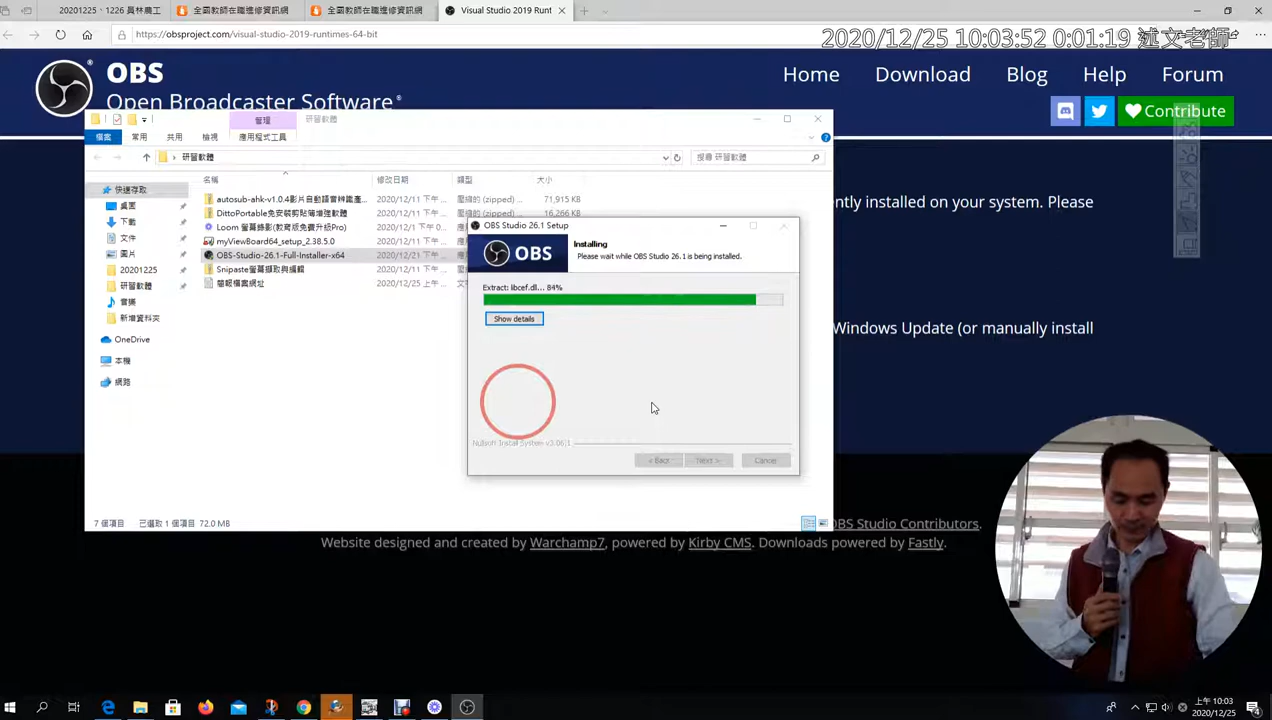 20201225、1226 員林農工
全國教師在職進修資訊網
全國教師在職進修資訊網
Visual Studio 2019 Runt
https://obsproject.com/visual-studio-2019-runtimes-64-bit
2020/12/25 10:03:52 0:01:19 述文老師
OBS
Open Broadcaster Software
Home
Download
Blog
Help
Forum
Contribute
管理
研習軟體
檔案
常用
共用
檢視
應用程式工具
研習軟體
搜尋 研習軟體
名稱
修改日期
類型
大小
快速存取
桌面
下載
文件
圖片
20201225
研習軟體
音樂
新增資料夾
OneDrive
本機
網路
autosub-ahk-v1.0.4影片自動語音辨識產...
2020/12/11 下午 ...
壓縮的 (zipped) ...
71,915 KB
DittoPortable免安裝剪貼簿增強軟體
2020/12/11 下午 ...
壓縮的 (zipped) ...
16,266 KB
Loom 螢幕錄影(教育版免費升級Pro)
2020/12/1 下午 0...
myViewBoard64_setup_2.38.5.0
2020/12/11 下午 ...
OBS-Studio-26.1-Full-Installer-x64
2020/12/21 下午 ...
Snipaste螢幕擷取與編輯
2020/12/11 下午 ...
簡報檔案網址
2020/12/25 上午 ...
7 個項目
已選取 1 個項目 72.0 MB
OBS Studio 26.1 Setup
OBS
Installing
Please wait while OBS Studio 26.1 is being installed.
Extract: libcef.dl... 84%
Show details
Nullsoft Install System v3.06.1
< Back
Next >
Cancel
ently installed on your system. Please
Windows Update (or manually install
OBS Studio Contributors.
Website designed and created by Warchamp7, powered by Kirby CMS. Downloads powered by Fastly.
上午 10:03
2020/12/25